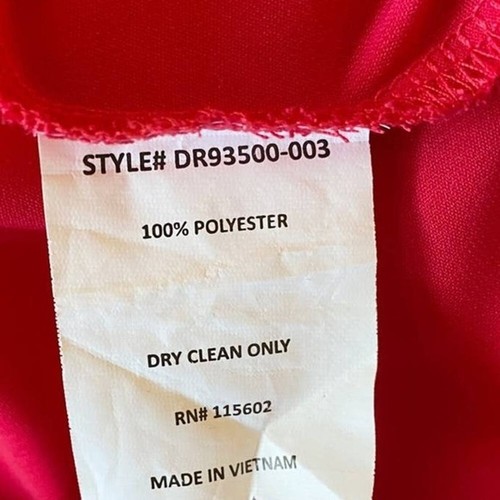 STYLE# DR93500-003
100% POLYESTER
DRY CLEAN ONLY
RN# 115602
MADE IN VIETNAM